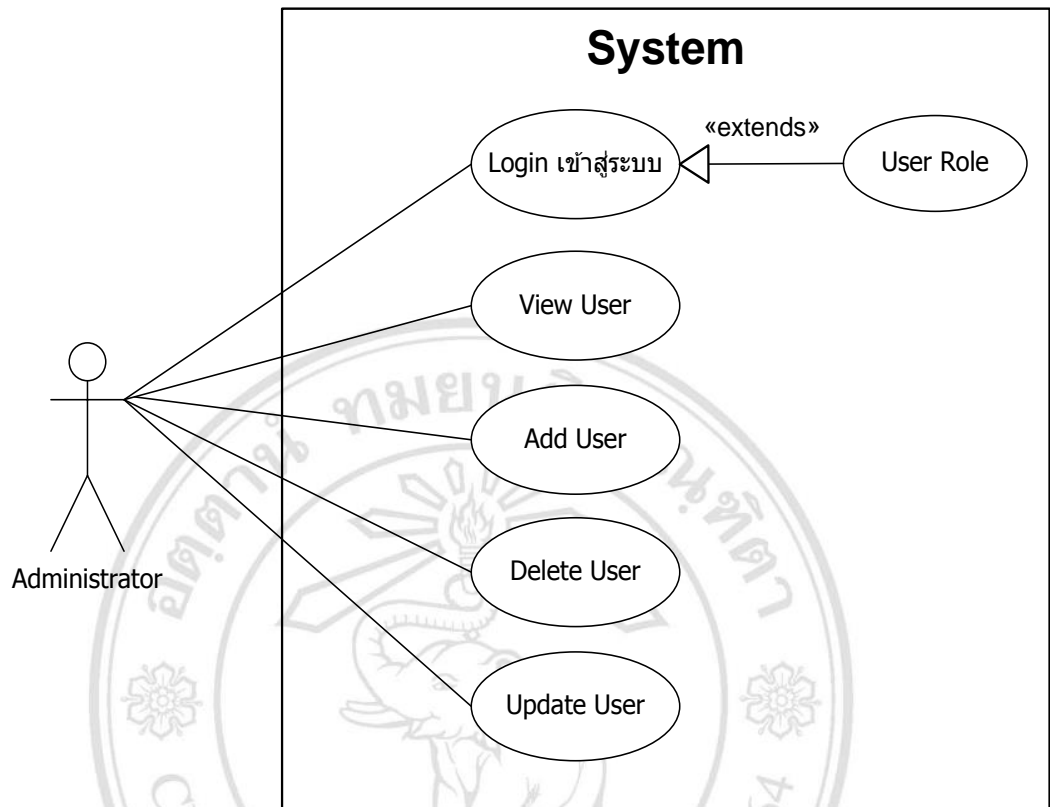 System
«extends»
Login เข้าสู่ระบบ
User Role
View User
Add User
Delete User
Update User
Administrator